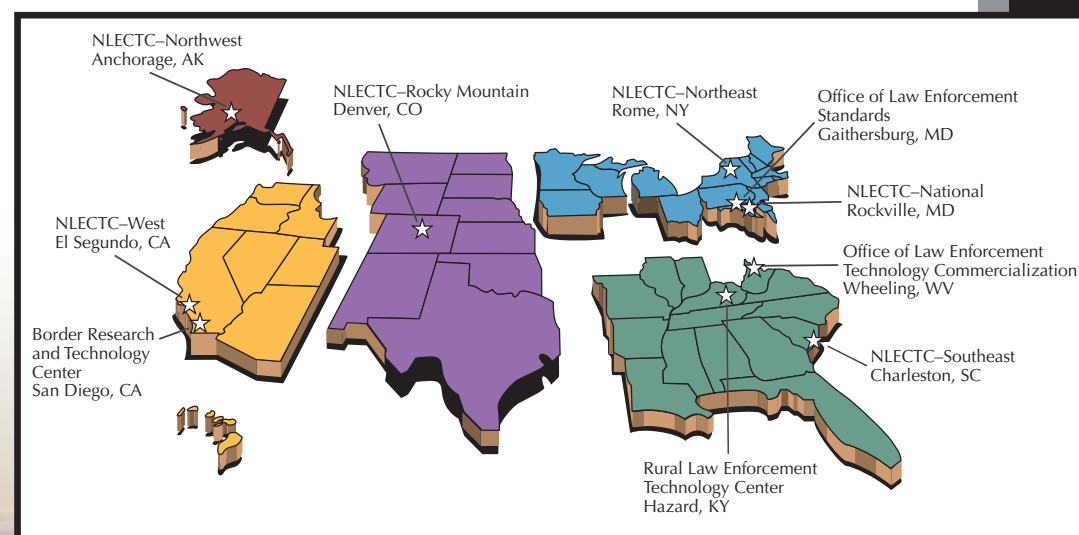 NLECTC–Northwest
Anchorage, AK
NLECTC–Rocky Mountain
Denver, CO
NLECTC–Northeast
Rome, NY
Office of Law Enforcement
Standards
Gaithersburg, MD
NLECTC–National
Rockville, MD
NLECTC–West
El Segundo, CA
Office of Law Enforcement
Technology Commercialization
Wheeling, WV
Border Research
and Technology
Center
San Diego, CA
NLECTC–Southeast
Charleston, SC
Rural Law Enforcement
Technology Center
Hazard, KY